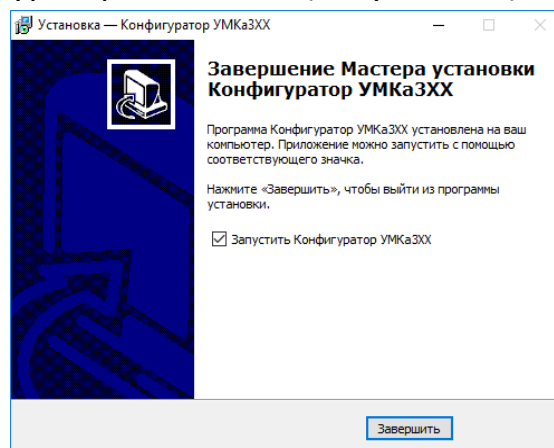 Установка — Конфигуратор УМКа3XX
Завершение Мастера установки
Конфигуратор УМКа3XX
Программа Конфигуратор УМКа3XX установлена на ваш
компьютер. Приложение можно запустить с помощью
соответствующего значка.
Нажмите «Завершить», чтобы выйти из программы
установки.
Запустить Конфигуратор УМКа3XX
Завершить